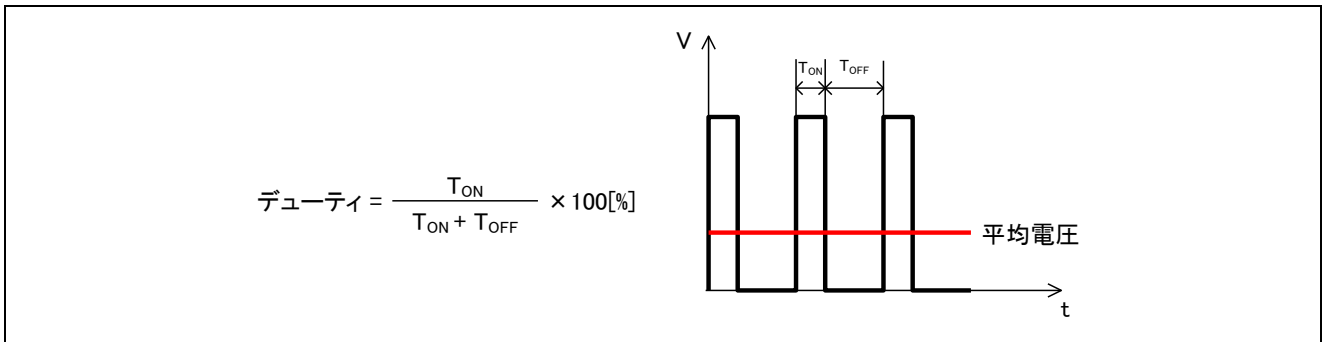 デューティ = T_ON / (T_ON + T_OFF) × 100[%]
V
T_ON T_OFF
平均電圧
t